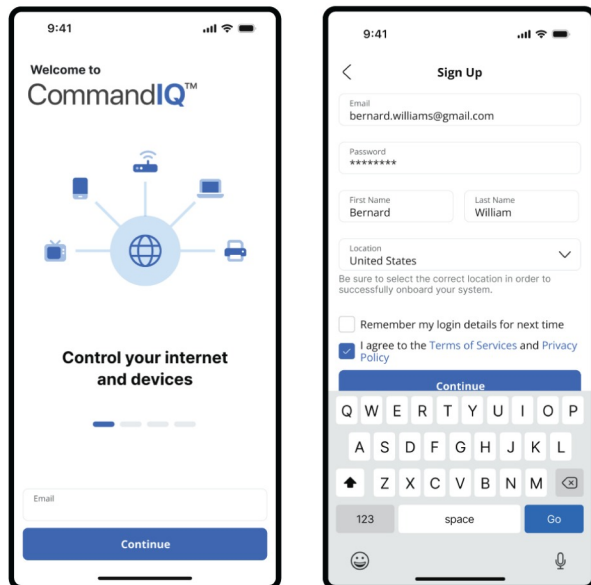 9:41
Welcome to
CommandIQ™
Control your internet
and devices
Email
Continue
9:41
Sign Up
Email
bernard.williams@gmail.com
Password
********
First Name
Bernard
Last Name
William
Location
United States
Be sure to select the correct location in order to
successfully onboard your system.
Remember my login details for next time
I agree to the Terms of Services and Privacy
Policy
Continue
Q W E R T Y U I O P
A S D F G H J K L
Z X C V B N M
123 space Go